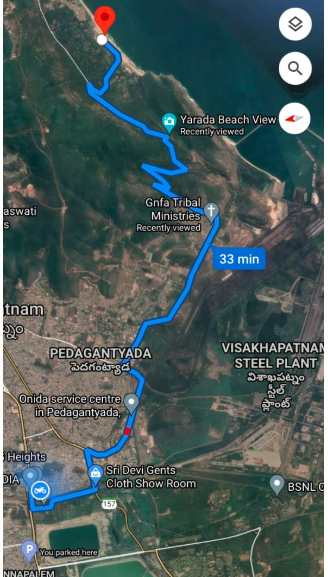 Yarada Beach View
Recently viewed
Gnfa Tribal
Ministries
Recently viewed
araswati
s
33 min
tnam
PEDAGANTYADA
పెదగంట్యాడ
VISAKHAPATNAM
STEEL PLANT
విశాఖపట్నం
స్టీల్
ప్లాంట్
Onida service centre
in Pedagantyada,
Heights
DIA
Sri Devi Gents
Cloth Show Room
157
BSNL O
P
You parked here
NNAPALEM